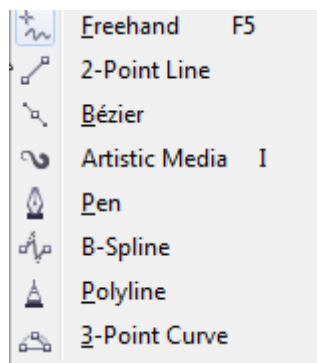 Freehand F5
2-Point Line
Bézier
Artistic Media I
Pen
B-Spline
Polyline
3-Point Curve